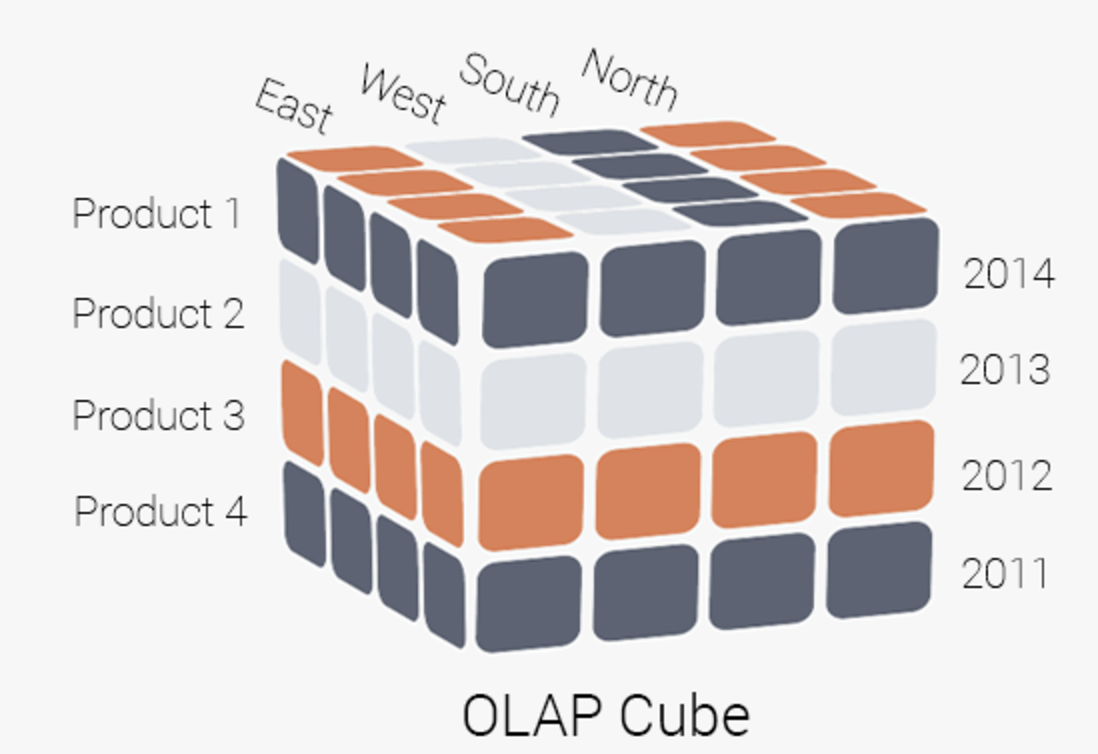 East
West
South
North
Product 1
Product 2
Product 3
Product 4
2014
2013
2012
2011
OLAP Cube